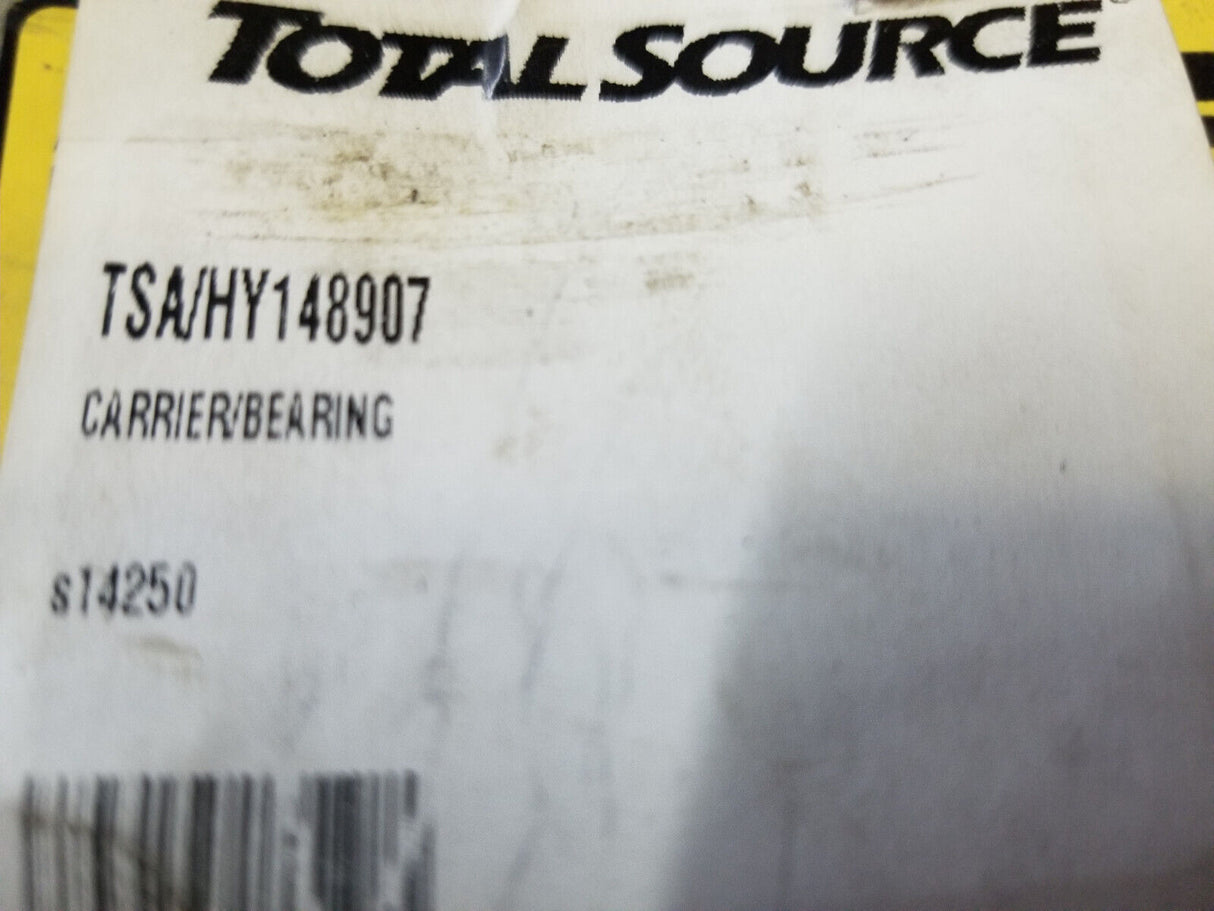 TOTAL SOURCE®
TSA/HY148907
CARRIER/BEARING
s14250